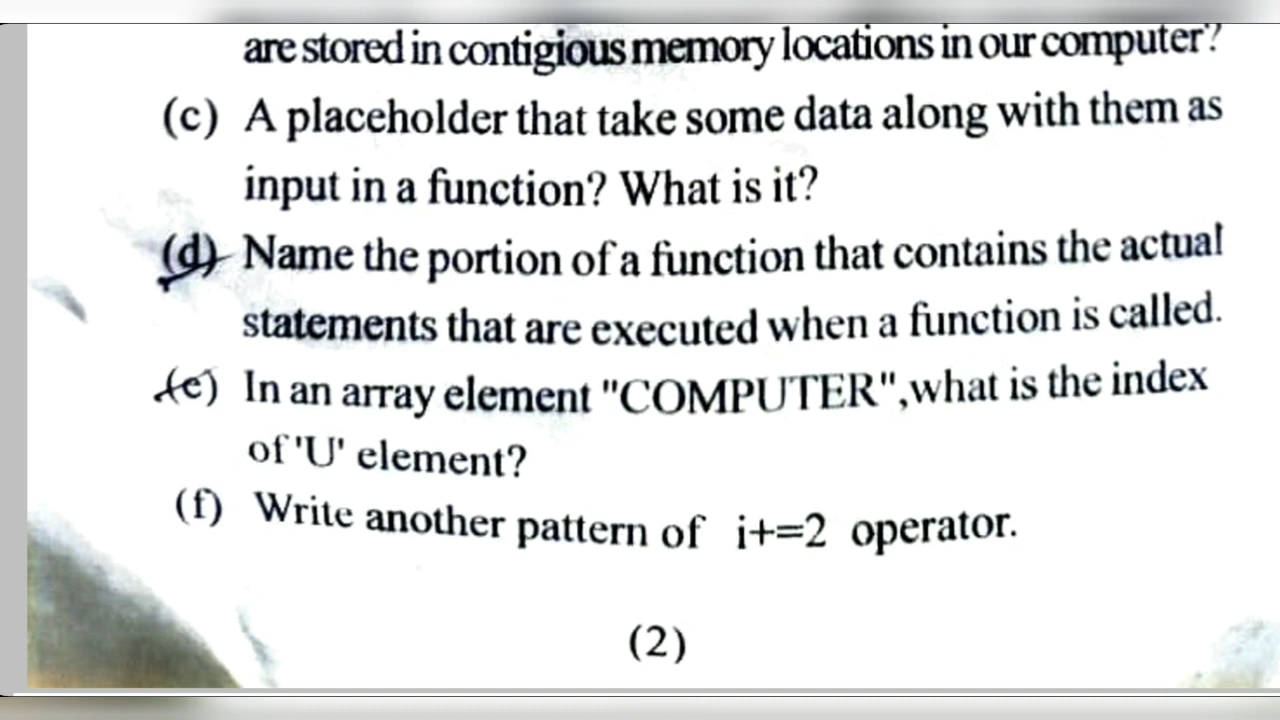 are stored in contigious memory locations in our computer?
(c) A placeholder that take some data along with them as
input in a function? What is it?
(d) Name the portion of a function that contains the actual
statements that are executed when a function is called.
(e) In an array element "COMPUTER",what is the index
of 'U' element?
(f) Write another pattern of i+=2 operator.
(2)